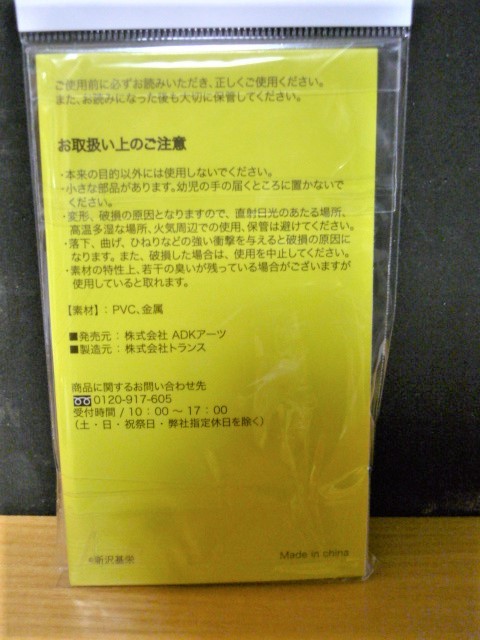 ご使用前に必ずお読みいただき、正しくご使用ください。
また、お読みになった後も大切に保管してください。
お取扱い上のご注意
・本来の目的以外には使用しないでください。
・小さな部品があります。幼児の手の届くところに置かないで
ください。
・変形、破損の原因となりますので、直射日光のあたる場所、
高温多湿な場所、火気周辺での使用、保管は避けてください。
・落下、曲げ、ひねりなどの強い衝撃を与えると破損の原因に
なります。また、破損した場合は、使用を中止してください。
・素材の特性上、若干の臭いが残っている場合がございますが
使用していると取れます。
【素材】：PVC、金属
■発売元：株式会社 ADKアーツ
■製造元：株式会社トランス
商品に関するお問い合わせ先
0120-917-605
受付時間 / 10：00 〜 17：00
（土・日・祝祭日・弊社指定休日を除く）
©新沢基栄
Made in china